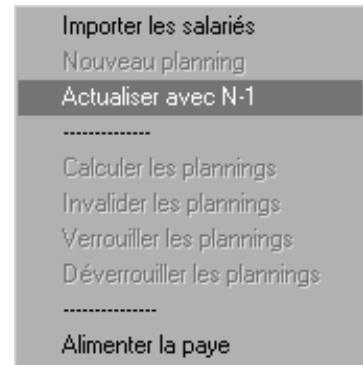 Importer les salariés
Nouveau planning
Actualiser avec N-1
--------------
Calculer les plannings
Invalider les plannings
Verrouiller les plannings
Déverrouiller les plannings
---------------
Alimenter la paye